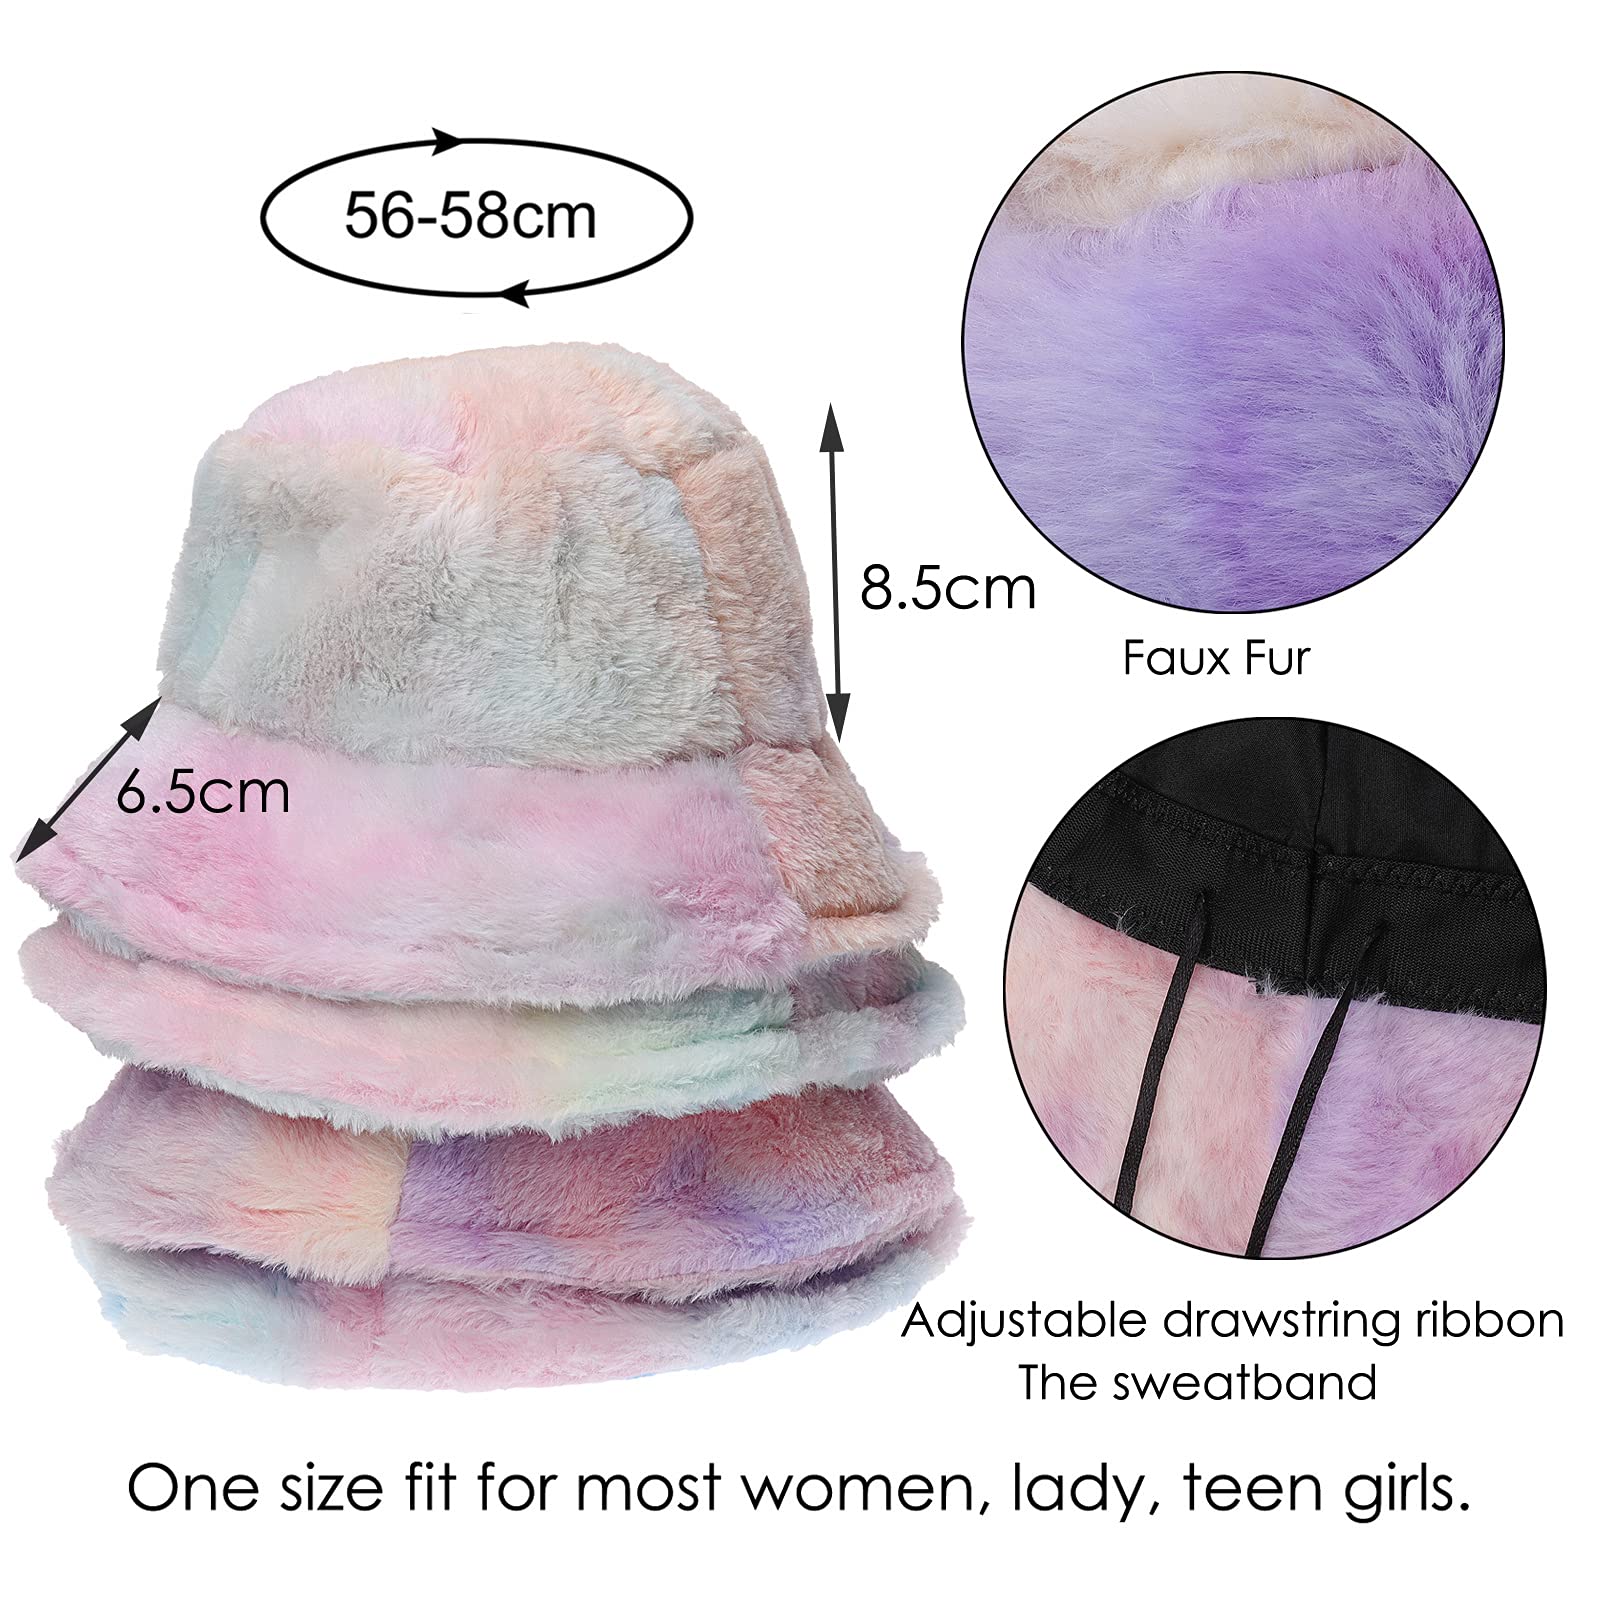 56-58cm
8.5cm
6.5cm
Faux Fur
Adjustable drawstring ribbon
The sweatband
One size fit for most women, lady, teen girls.